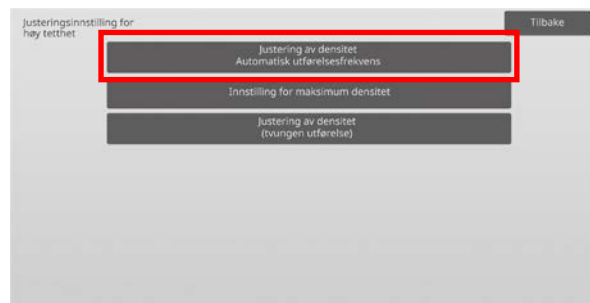 Justeringsinnstilling for
høy tetthet
Tilbake
Justering av densitet
Automatisk utførelsesfrekvens
Innstilling for maksimum densitet
Justering av densitet
(tvungen utførelse)